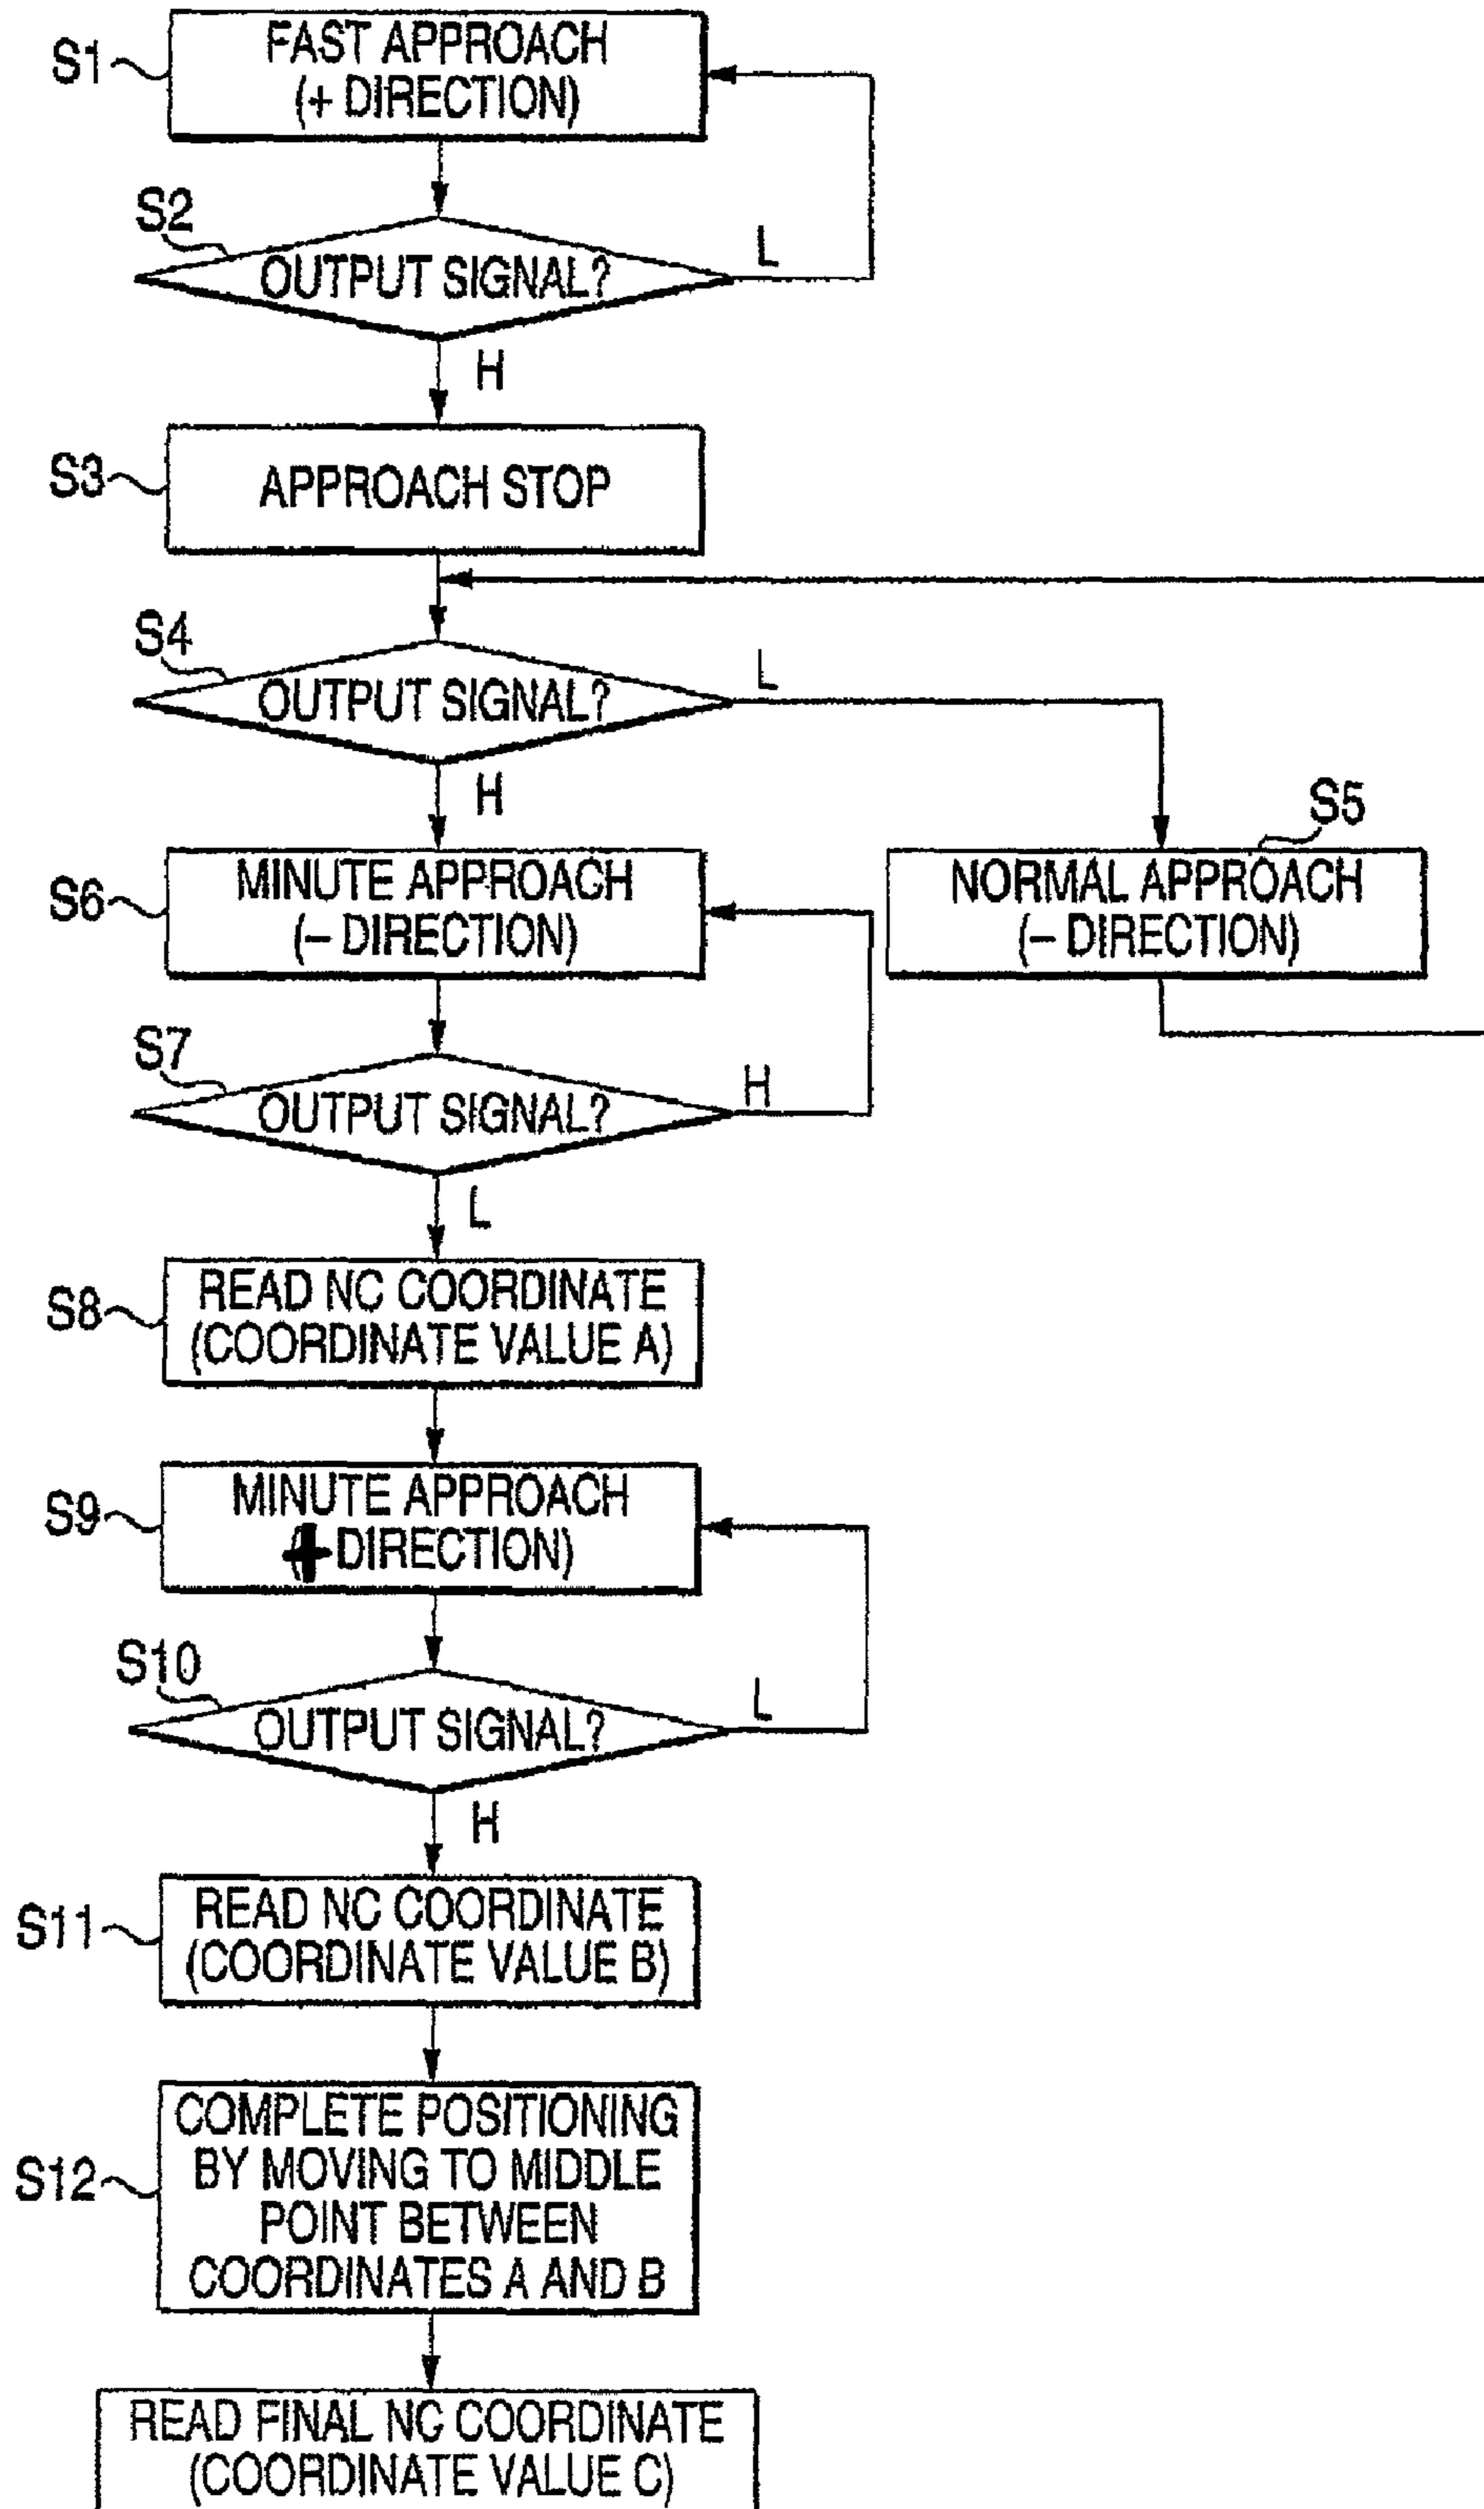 S1
FAST APPROACH
(+ DIRECTION)
S2
OUTPUT SIGNAL?
L
H
S3
APPROACH STOP
S4
OUTPUT SIGNAL?
L
H
S5
NORMAL APPROACH
(– DIRECTION)
S6
MINUTE APPROACH
(– DIRECTION)
S7
OUTPUT SIGNAL?
H
L
S8
READ NC COORDINATE
(COORDINATE VALUE A)
S9
MINUTE APPROACH
(+ DIRECTION)
S10
OUTPUT SIGNAL?
L
H
S11
READ NC COORDINATE
(COORDINATE VALUE B)
S12
COMPLETE POSITIONING
BY MOVING TO MIDDLE
POINT BETWEEN
COORDINATES A AND B
READ FINAL NC COORDINATE
(COORDINATE VALUE C)